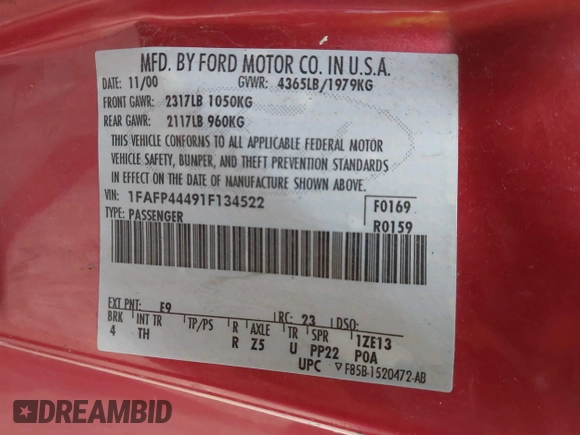 MFD. BY FORD MOTOR CO. IN U.S.A.
DATE: 11/00 GVWR: 4365LB/1979KG
FRONT GAWR: 2317LB 1050KG
REAR GAWR: 2117LB 960KG
THIS VEHICLE CONFORMS TO ALL APPLICABLE FEDERAL MOTOR
VEHICLE SAFETY, BUMPER, AND THEFT PREVENTION STANDARDS
IN EFFECT ON THE DATE OF MANUFACTURE SHOWN ABOVE.
VIN: 1FAFP44491F134522 F0169
TYPE: PASSENGER R0159
EXT PNT: E9 RC: 23 DSO:
BRK INT TR TP/PS R AXLE TR SPR 1ZE13
4 TH R Z5 U PP22 P0A
UPC ▽F85B-1520472-AB
DREAMBID